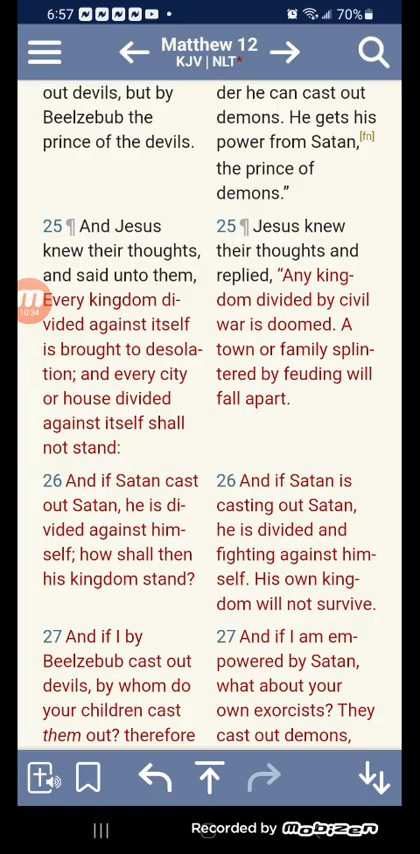 6:57 70%
Matthew 12
KJV | NLT*
out devils, but by
Beelzebub the
prince of the devils.
der he can cast out
demons. He gets his
power from Satan,[fn]
the prince of
demons.”
25 ¶ And Jesus
knew their thoughts,
and said unto them,
Every kingdom di-
vided against itself
is brought to desola-
tion; and every city
or house divided
against itself shall
not stand:
25 ¶ Jesus knew
their thoughts and
replied, “Any king-
dom divided by civil
war is doomed. A
town or family splin-
tered by feuding will
fall apart.
10:34
26 And if Satan cast
out Satan, he is di-
vided against him-
self; how shall then
his kingdom stand?
26 And if Satan is
casting out Satan,
he is divided and
fighting against him-
self. His own king-
dom will not survive.
27 And if I by
Beelzebub cast out
devils, by whom do
your children cast
them out? therefore
27 And if I am em-
powered by Satan,
what about your
own exorcists? They
cast out demons,
Recorded by mobizen